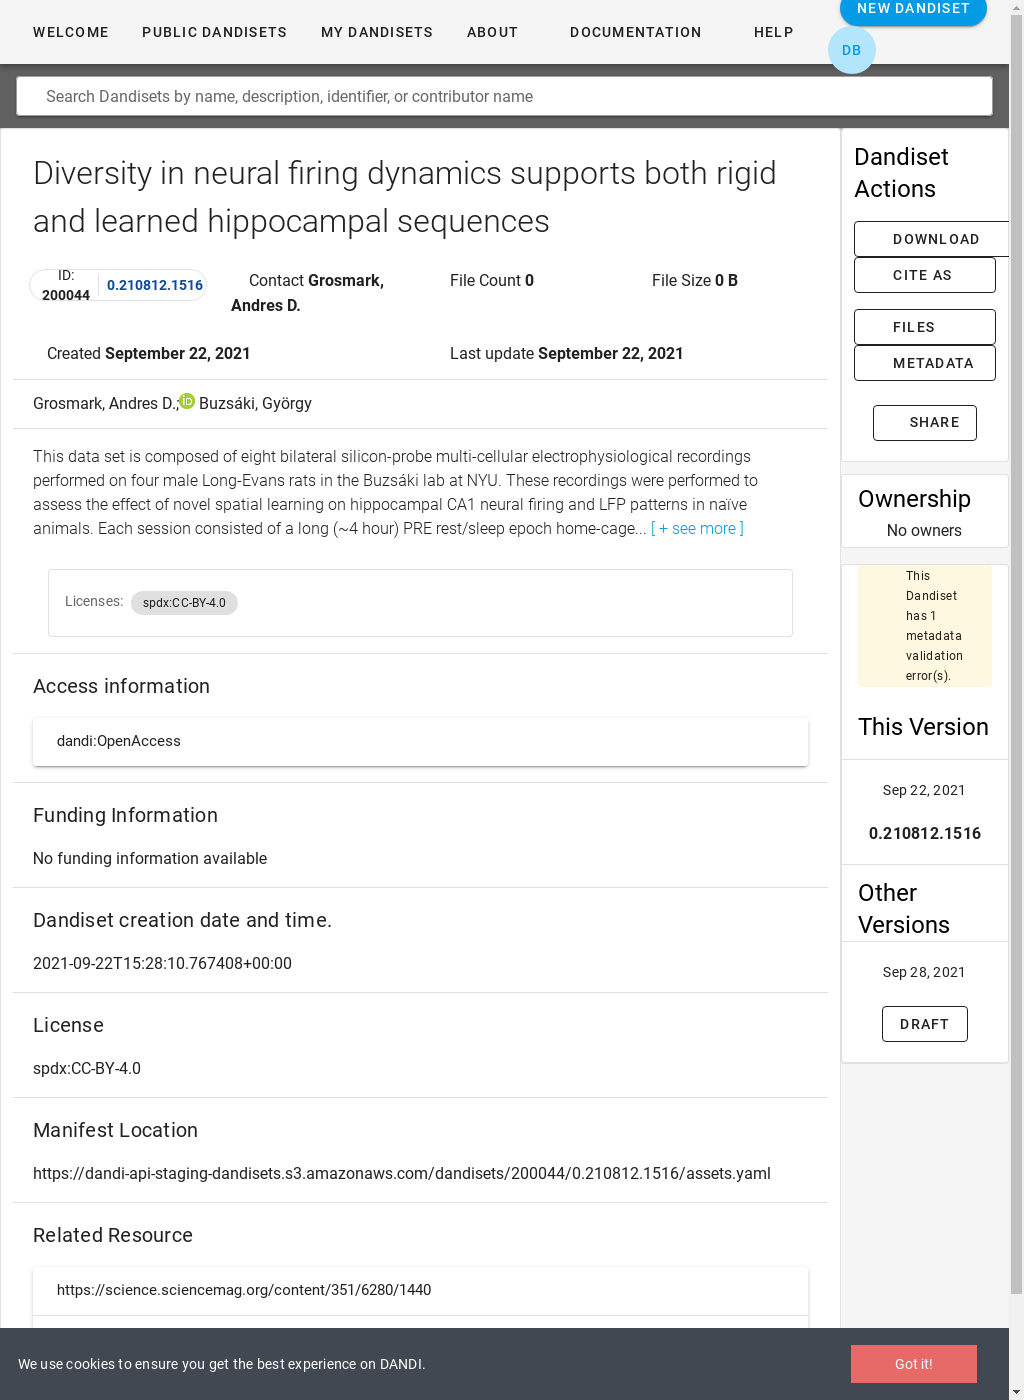 NEW DANDISET
WELCOME PUBLIC DANDISETS MY DANDISETS ABOUT DOCUMENTATION HELP
DB
Search Dandisets by name, description, identifier, or contributor name
Diversity in neural firing dynamics supports both rigid
and learned hippocampal sequences
ID:
200044
0.210812.1516
Contact Grosmark,
Andres D.
File Count 0
File Size 0 B
Created September 22, 2021
Last update September 22, 2021
Grosmark, Andres D.; iD Buzsáki, György
This data set is composed of eight bilateral silicon-probe multi-cellular electrophysiological recordings
performed on four male Long-Evans rats in the Buzsáki lab at NYU. These recordings were performed to
assess the effect of novel spatial learning on hippocampal CA1 neural firing and LFP patterns in naïve
animals. Each session consisted of a long (~4 hour) PRE rest/sleep epoch home-cage... [ + see more ]
Licenses: spdx:CC-BY-4.0
Access information
dandi:OpenAccess
Funding Information
No funding information available
Dandiset creation date and time.
2021-09-22T15:28:10.767408+00:00
License
spdx:CC-BY-4.0
Manifest Location
https://dandi-api-staging-dandisets.s3.amazonaws.com/dandisets/200044/0.210812.1516/assets.yaml
Related Resource
https://science.sciencemag.org/content/351/6280/1440
Dandiset
Actions
DOWNLOAD
CITE AS
FILES
METADATA
SHARE
Ownership
No owners
This
Dandiset
has 1
metadata
validation
error(s).
This Version
Sep 22, 2021
0.210812.1516
Other
Versions
Sep 28, 2021
DRAFT
We use cookies to ensure you get the best experience on DANDI.
Got it!